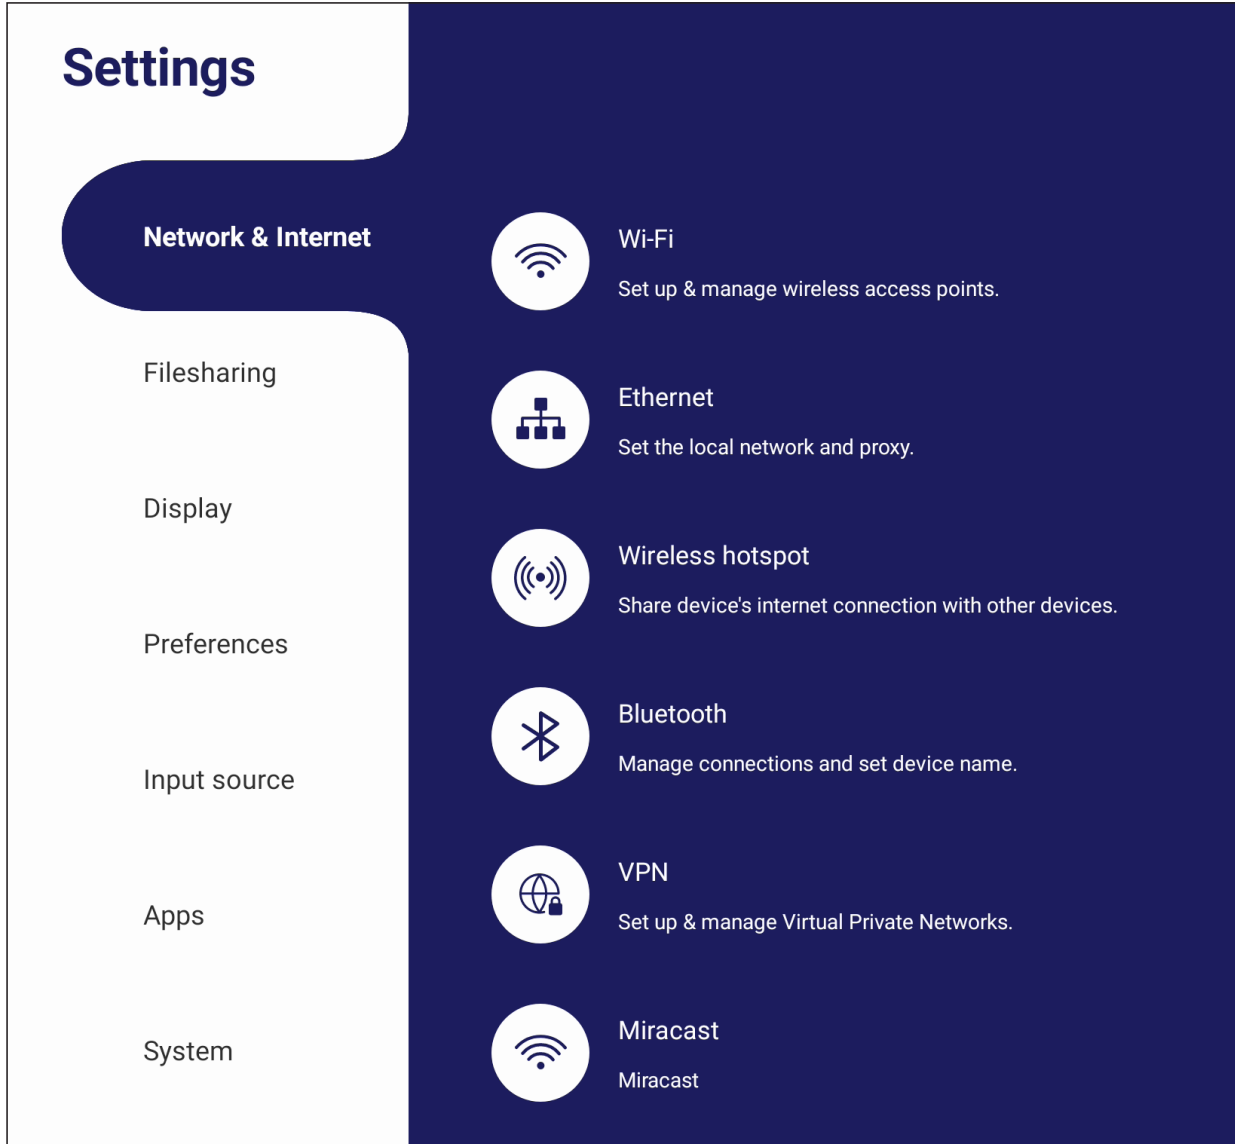 Settings
Network & Internet
Filesharing
Display
Preferences
Input source
Apps
System
Wi-Fi
Set up & manage wireless access points.
Ethernet
Set the local network and proxy.
Wireless hotspot
Share device's internet connection with other devices.
Bluetooth
Manage connections and set device name.
VPN
Set up & manage Virtual Private Networks.
Miracast
Miracast